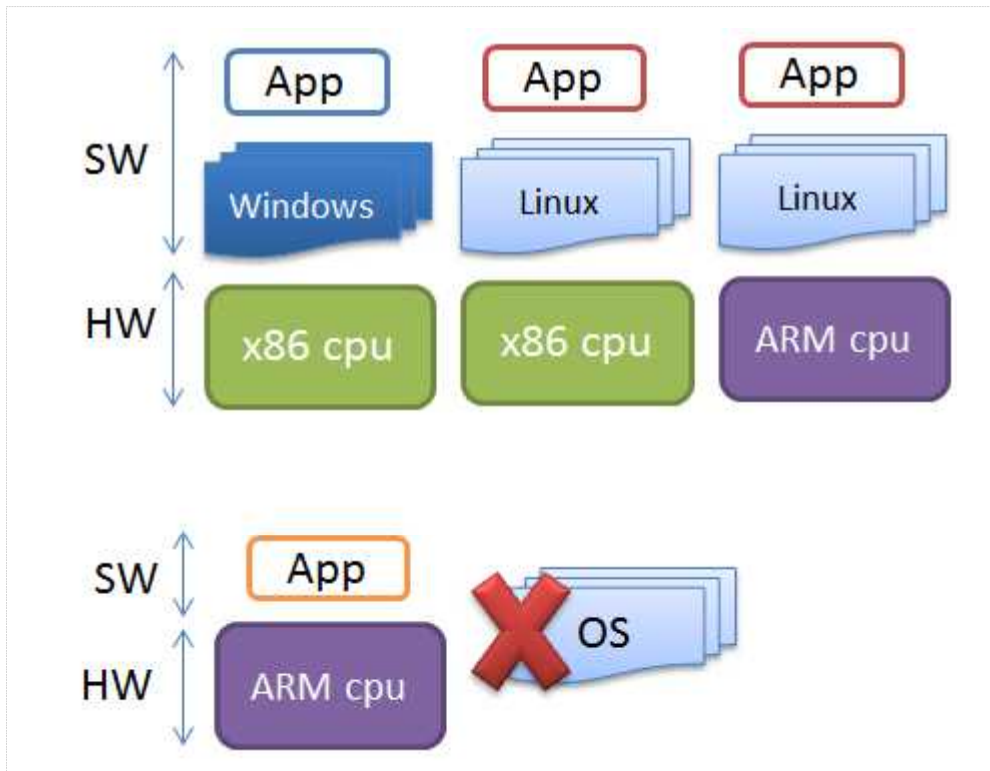 App App App
SW
Windows Linux Linux
HW
x86 cpu x86 cpu ARM cpu
SW
App
OS
HW
ARM cpu